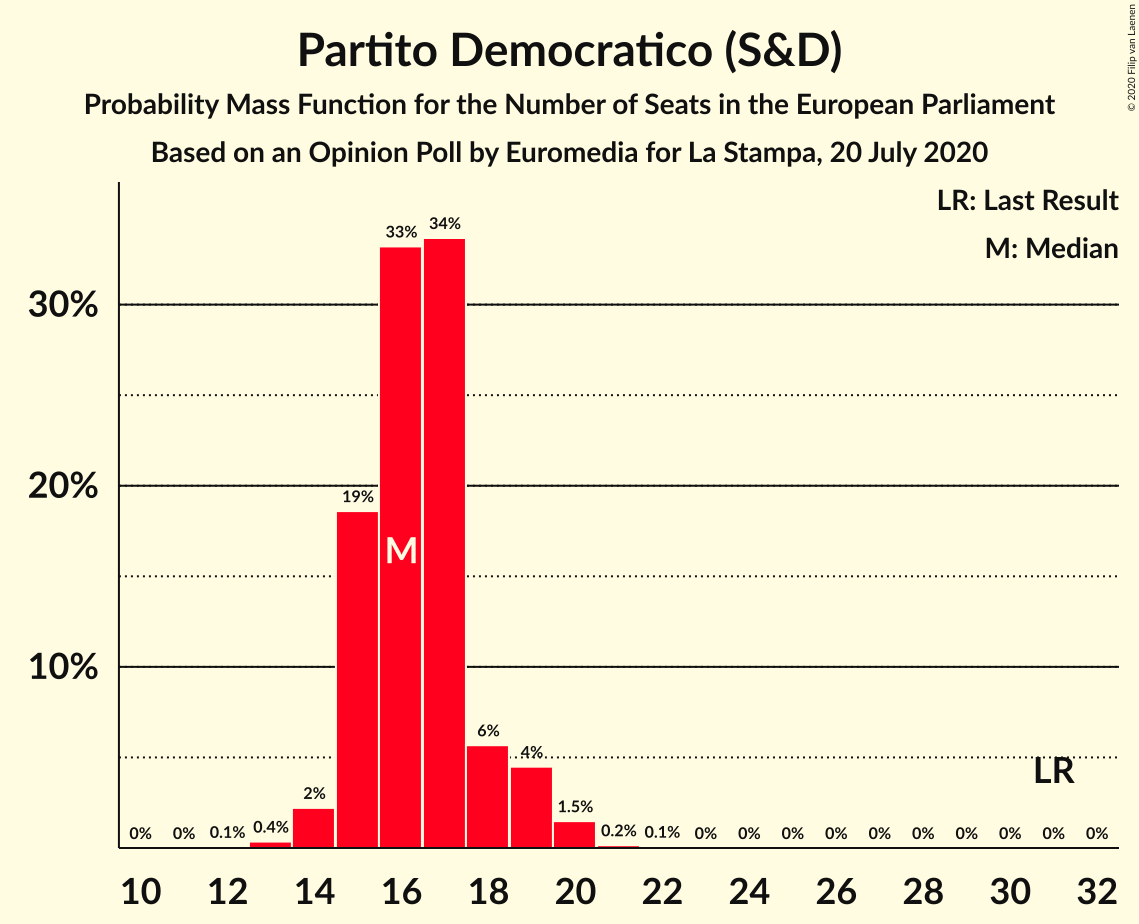 Partito Democratico (S&D)
Probability Mass Function for the Number of Seats in the European Parliament
Based on an Opinion Poll by Euromedia for La Stampa, 20 July 2020
© 2020 Filip van Laenen
LR: Last Result
M: Median
30%
20%
10%
0% 0% 0.1% 0.4% 2% 19% 33% 34% 6% 4% 1.5% 0.2% 0.1% 0% 0% 0% 0% 0% 0% 0% 0% 0% 0%
M
LR
10 12 14 16 18 20 22 24 26 28 30 32